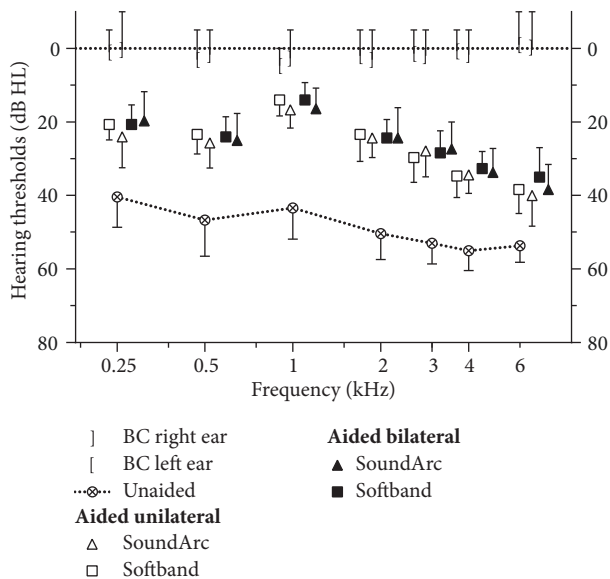 Hearing thresholds (dB HL)
0
20
40
60
80
0
20
40
60
80
0.25 0.5 1 2 3 4 6
Frequency (kHz)
BC right ear
BC left ear
Unaided
Aided unilateral
SoundArc
Softband
Aided bilateral
SoundArc
Softband